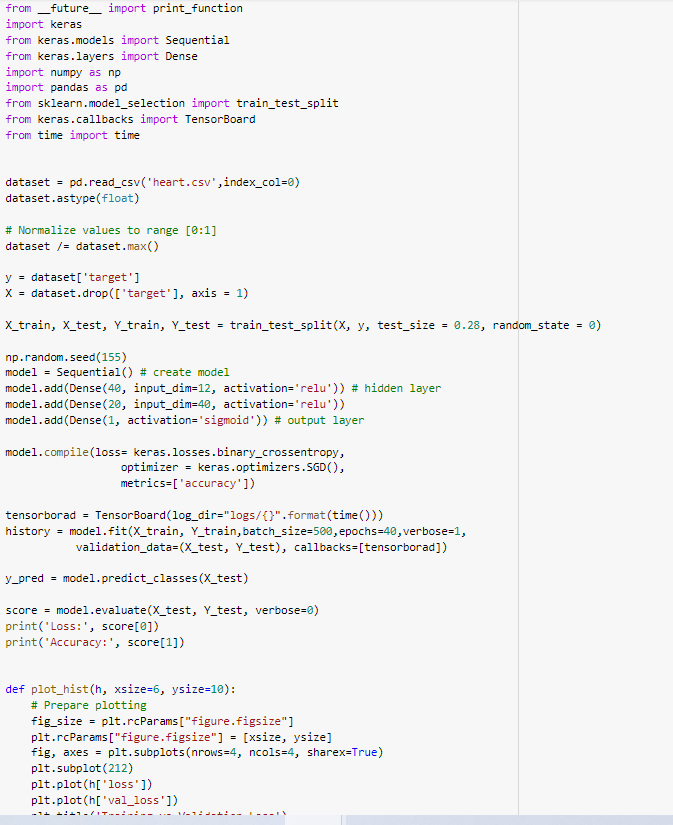 from __future__ import print_function
import keras
from keras.models import Sequential
from keras.layers import Dense
import numpy as np
import pandas as pd
from sklearn.model_selection import train_test_split
from keras.callbacks import TensorBoard
from time import time
dataset = pd.read_csv('heart.csv',index_col=0)
dataset.astype(float)
# Normalize values to range [0:1]
dataset /= dataset.max()
y = dataset['target']
X = dataset.drop(['target'], axis = 1)
X_train, X_test, Y_train, Y_test = train_test_split(X, y, test_size = 0.28, random_state = 0)
np.random.seed(155)
model = Sequential() # create model
model.add(Dense(40, input_dim=12, activation='relu')) # hidden layer
model.add(Dense(20, input_dim=40, activation='relu'))
model.add(Dense(1, activation='sigmoid')) # output layer
model.compile(loss= keras.losses.binary_crossentropy,
                  optimizer = keras.optimizers.SGD(),
                  metrics=['accuracy'])
tensorborad = TensorBoard(log_dir="logs/{}".format(time()))
history = model.fit(X_train, Y_train,batch_size=500,epochs=40,verbose=1,
           validation_data=(X_test, Y_test), callbacks=[tensorborad])
y_pred = model.predict_classes(X_test)
score = model.evaluate(X_test, Y_test, verbose=0)
print('Loss:', score[0])
print('Accuracy:', score[1])
def plot_hist(h, xsize=6, ysize=10):
    # Prepare plotting
    fig_size = plt.rcParams["figure.figsize"]
    plt.rcParams["figure.figsize"] = [xsize, ysize]
    fig, axes = plt.subplots(nrows=4, ncols=4, sharex=True)
    plt.subplot(212)
    plt.plot(h['loss'])
    plt.plot(h['val_loss'])
    plt.title('Training vs Validation Loss')